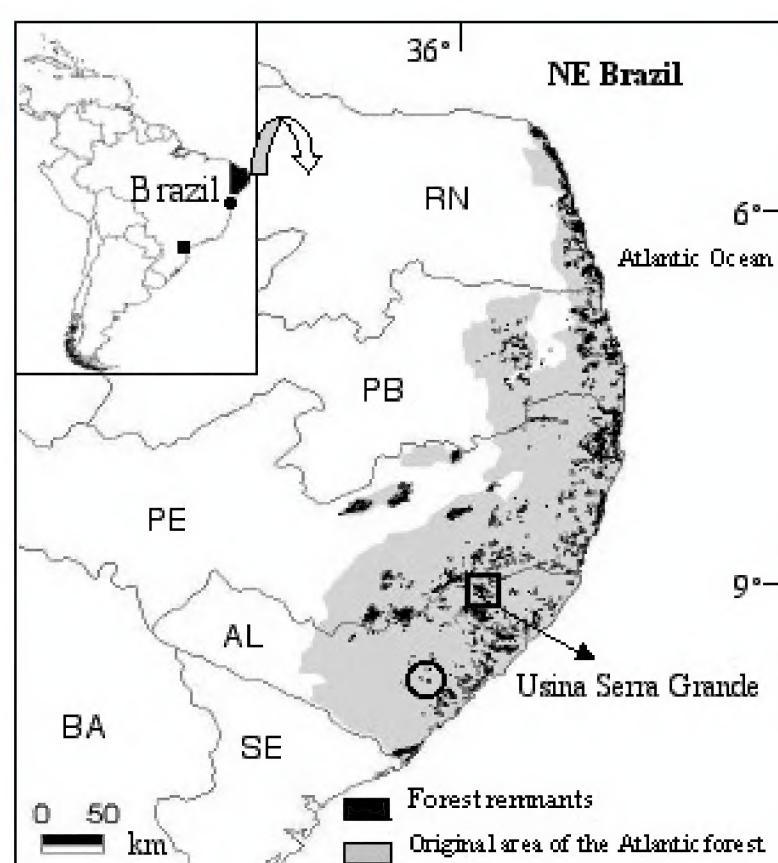 36°
NE Brazil
Brazil
RN
6°
Atlantic Ocean
PB
PE
9°
AL
Usina Serra Grande
BA
SE
0 50
km
Forest remnants
Original area of the Atlantic forest